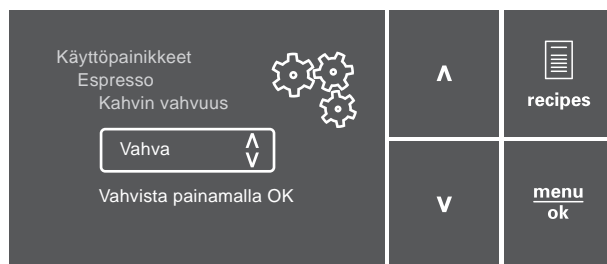 Käyttöpainikkeet
Espresso
Kahvin vahvuus
Vahva
Vahvista painamalla OK
recipes
menu
ok